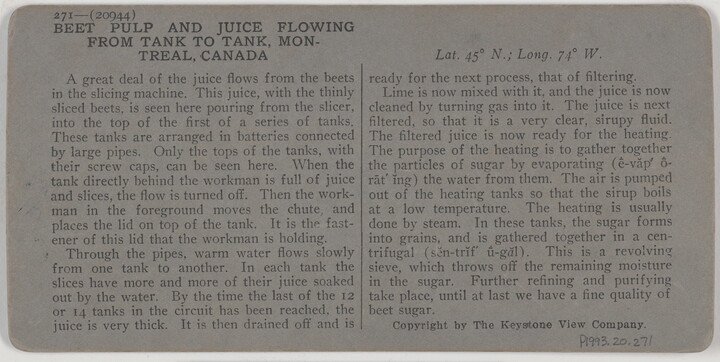 271—(20944)
BEET PULP AND JUICE FLOWING
FROM TANK TO TANK, MON-
TREAL, CANADA
A great deal of the juice flows from the beets
in the slicing machine. This juice, with the thinly
sliced beets, is seen here pouring from the slicer,
into the top of the first of a series of tanks.
These tanks are arranged in batteries connected
by large pipes. Only the tops of the tanks, with
their screw caps, can be seen here. When the
tank directly behind the workman is full of juice
and slices, the flow is turned off. Then the work-
man in the foreground moves the chute, and
places the lid on top of the tank. It is the fast-
ener of this lid that the workman is holding.
Through the pipes, warm water flows slowly
from one tank to another. In each tank the
slices have more and more of their juice soaked
out by the water. By the time the last of the 12
or 14 tanks in the circuit has been reached, the
juice is very thick. It is then drained off and is
Lat. 45° N.; Long. 74° W.
ready for the next process, that of filtering.
Lime is now mixed with it, and the juice is now
cleaned by turning gas into it. The juice is next
filtered, so that it is a very clear, sirupy fluid.
The filtered juice is now ready for the heating.
The purpose of the heating is to gather together
the particles of sugar by evaporating (ê-văp′ ô-
rāt′ ing) the water from them. The air is pumped
out of the heating tanks so that the sirup boils
at a low temperature. The heating is usually
done by steam. In these tanks, the sugar forms
into grains, and is gathered together in a cen-
trifugal (sĕn-trĭf′ û-găl). This is a revolving
sieve, which throws off the remaining moisture
in the sugar. Further refining and purifying
take place, until at last we have a fine quality of
beet sugar.
Copyright by The Keystone View Company.
P1993.20.271